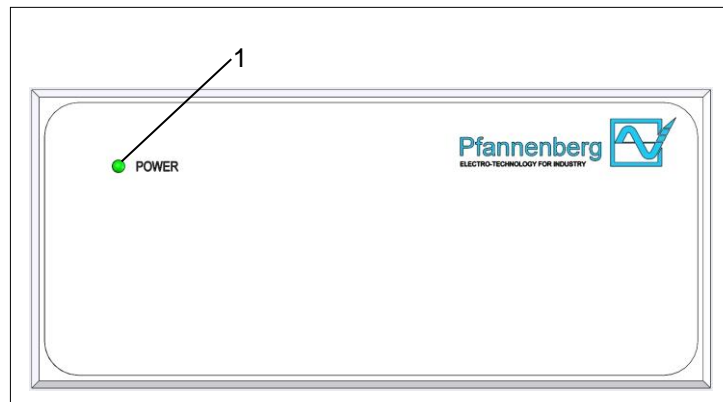 1
POWER
Pfannenberg
ELECTRO-TECHNOLOGY FOR INDUSTRY